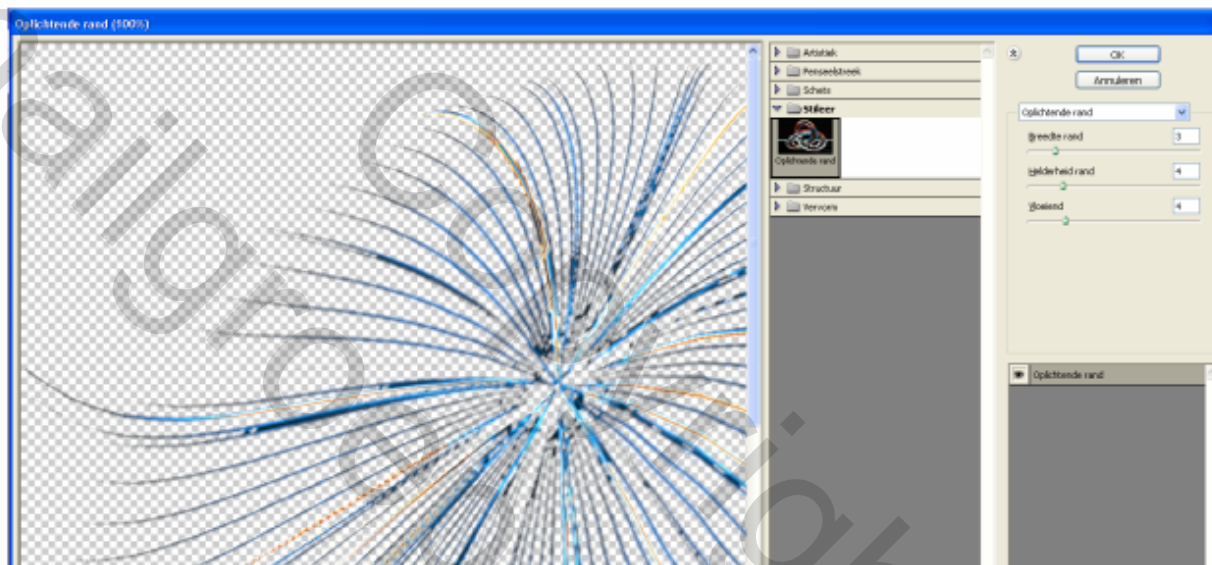 Oplichtende rand (100%)
Artistiek
Penseelstreek
Schets
Stileer
Oplichtende rand
Structuur
Vervorm
OK
Annuleren
Oplichtende rand
Breedte rand 3
Helderheid rand 4
Vloeiend 4
Oplichtende rand